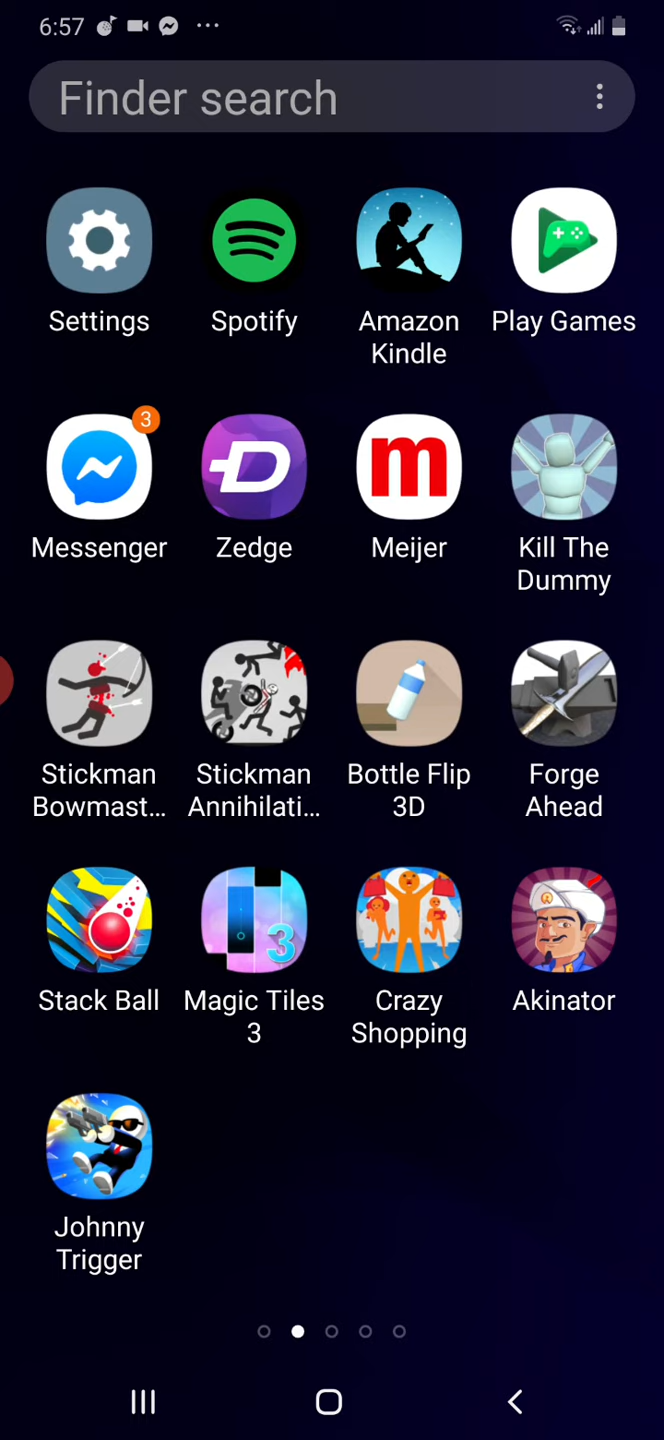 6:57
Finder search
Settings
Spotify
Amazon
Kindle
Play Games
3
Messenger
Zedge
m
Meijer
Kill The
Dummy
Stickman
Bowmast...
Stickman
Annihilati...
Bottle Flip
3D
Forge
Ahead
Stack Ball
3
Magic Tiles
3
Crazy
Shopping
Akinator
Johnny
Trigger